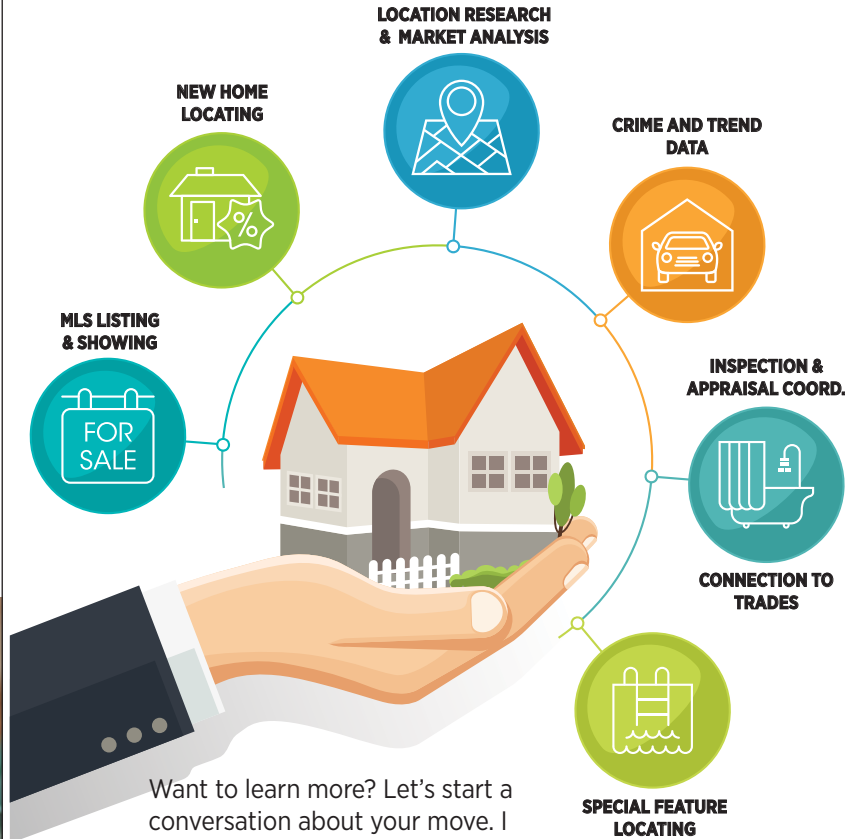 LOCATION RESEARCH
& MARKET ANALYSIS
NEW HOME
LOCATING
CRIME AND TREND
DATA
MLS LISTING
& SHOWING
FOR
SALE
%
INSPECTION &
APPRAISAL COORD.
CONNECTION TO
TRADES
SPECIAL FEATURE
LOCATING
Want to learn more? Let’s start a
conversation about your move. I